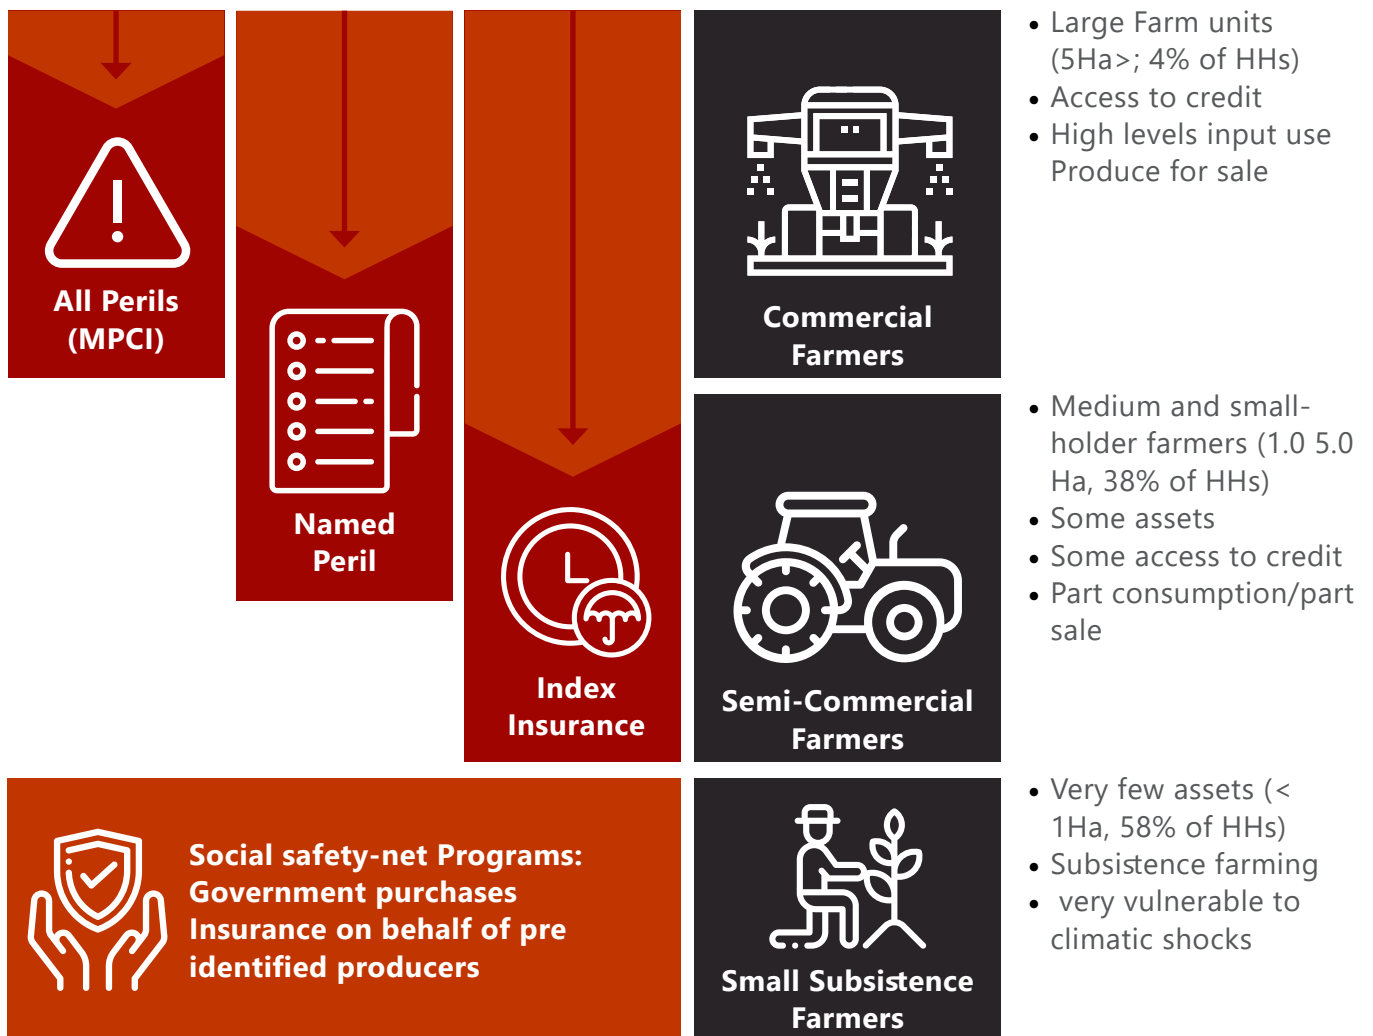 All Perils
(MPCI)
Named
Peril
Index
Insurance
Commercial
Farmers
• Large Farm units
(5Ha>; 4% of HHs)
• Access to credit
• High levels input use
Produce for sale
Semi-Commercial
Farmers
• Medium and small-
holder farmers (1.0 5.0
Ha, 38% of HHs)
• Some assets
• Some access to credit
• Part consumption/part
sale
Social safety-net Programs:
Government purchases
Insurance on behalf of pre
identified producers
Small Subsistence
Farmers
• Very few assets (<
1Ha, 58% of HHs)
• Subsistence farming
• very vulnerable to
climatic shocks